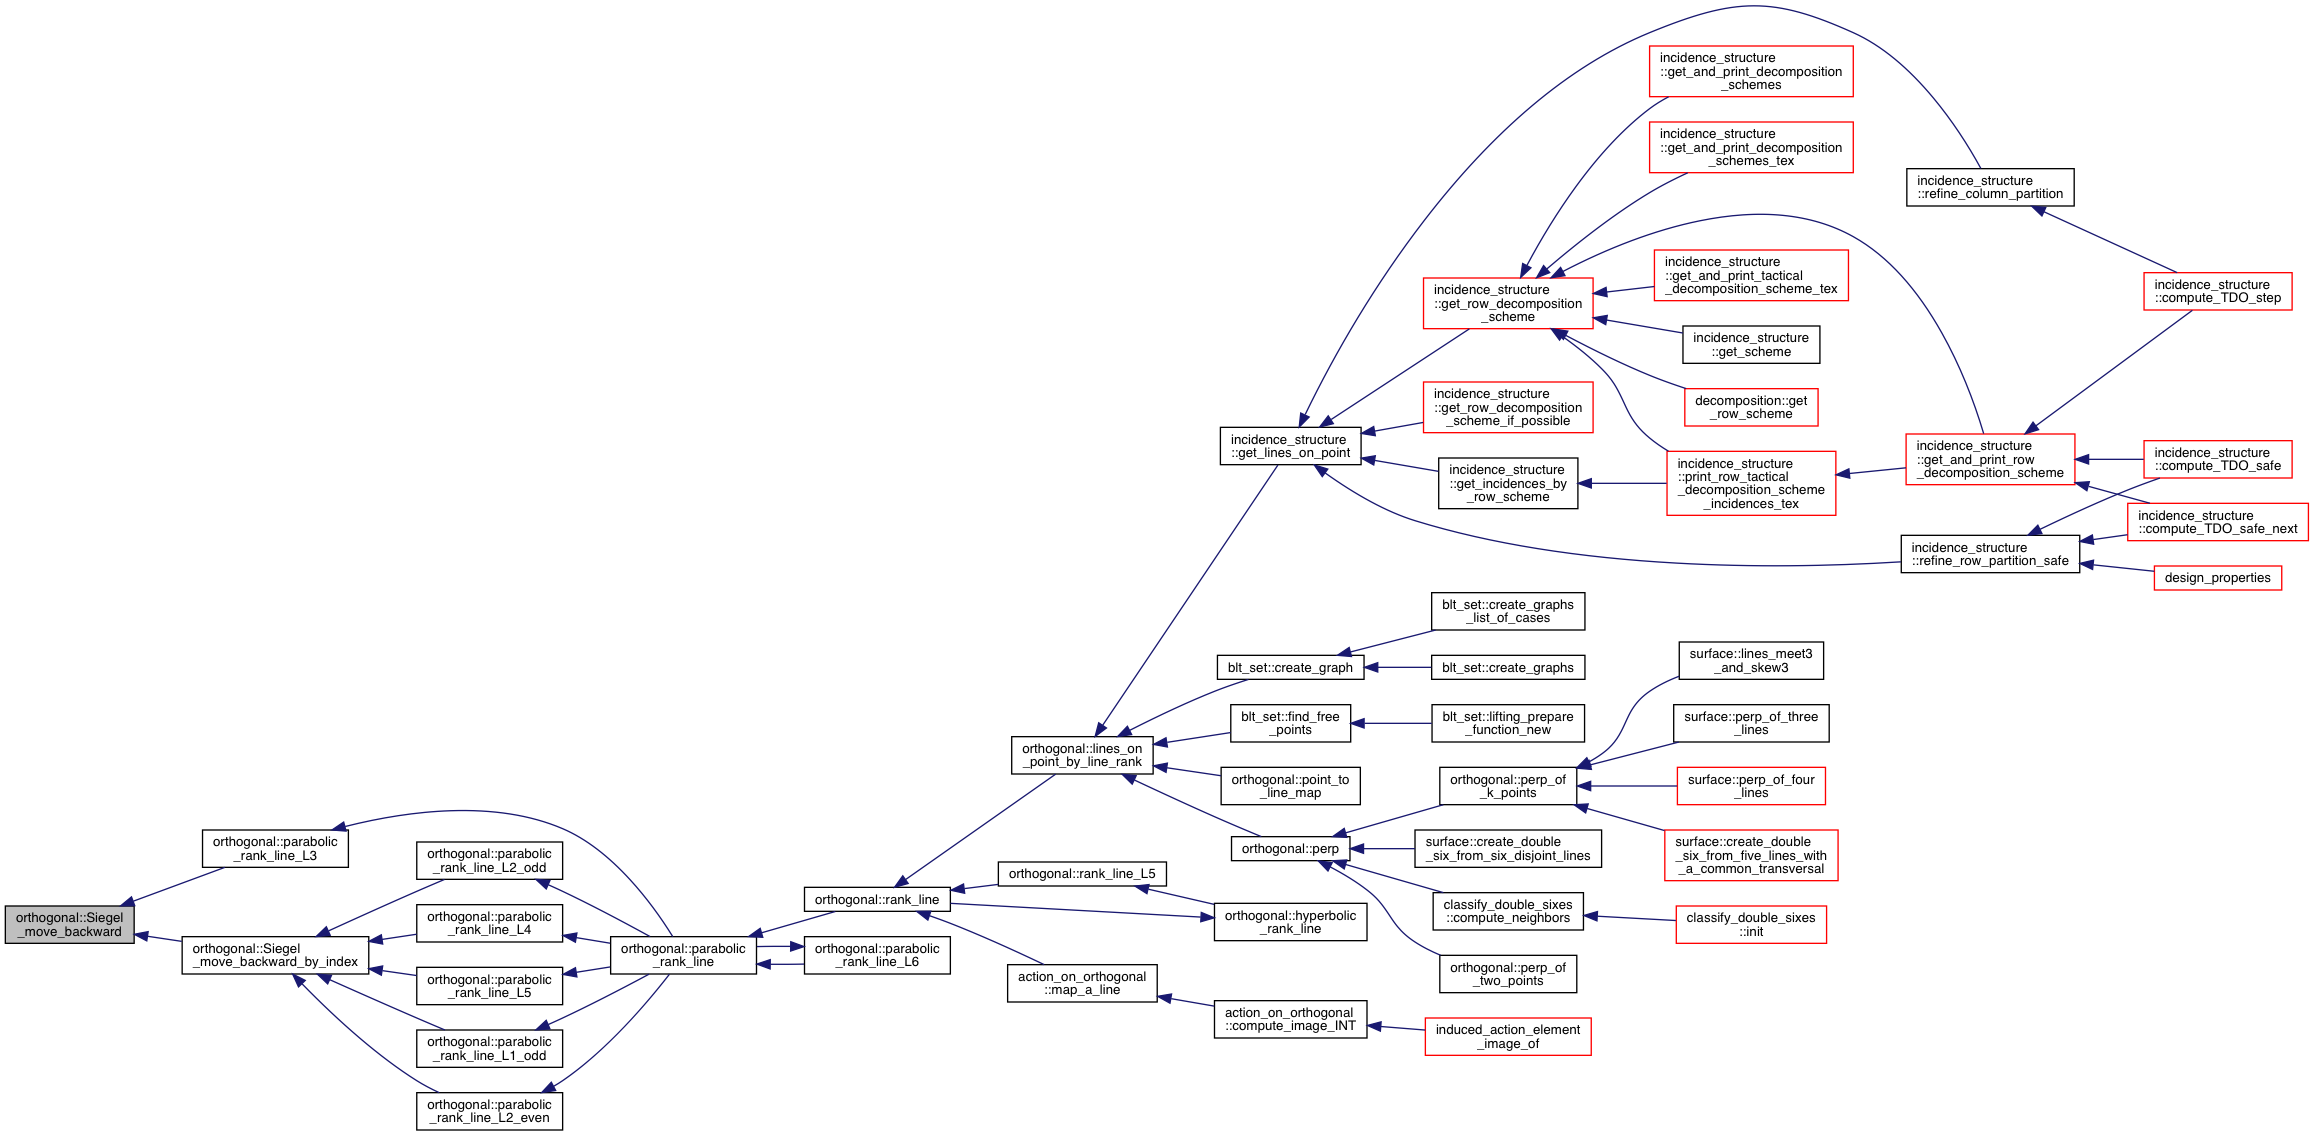 orthogonal::Siegel
_move_backward
orthogonal::parabolic
_rank_line_L3
orthogonal::Siegel
_move_backward_by_index
orthogonal::parabolic
_rank_line_L2_odd
orthogonal::parabolic
_rank_line_L4
orthogonal::parabolic
_rank_line_L5
orthogonal::parabolic
_rank_line_L1_odd
orthogonal::parabolic
_rank_line_L2_even
orthogonal::parabolic
_rank_line
orthogonal::rank_line
orthogonal::parabolic
_rank_line_L6
orthogonal::lines_on
_point_by_line_rank
orthogonal::rank_line_L5
action_on_orthogonal
::map_a_line
incidence_structure
::get_lines_on_point
blt_set::create_graph
blt_set::find_free
_points
orthogonal::point_to
_line_map
orthogonal::perp
orthogonal::hyperbolic
_rank_line
action_on_orthogonal
::compute_image_INT
incidence_structure
::get_row_decomposition
_scheme
incidence_structure
::get_row_decomposition
_scheme_if_possible
incidence_structure
::get_incidences_by
_row_scheme
blt_set::create_graphs
_list_of_cases
blt_set::create_graphs
blt_set::lifting_prepare
_function_new
orthogonal::perp_of
_k_points
surface::create_double
_six_from_six_disjoint_lines
classify_double_sixes
::compute_neighbors
orthogonal::perp_of
_two_points
induced_action_element
_image_of
incidence_structure
::get_and_print_decomposition
_schemes
incidence_structure
::get_and_print_decomposition
_schemes_tex
incidence_structure
::get_and_print_tactical
_decomposition_scheme_tex
incidence_structure
::get_scheme
decomposition::get
_row_scheme
incidence_structure
::print_row_tactical
_decomposition_scheme
_incidences_tex
surface::lines_meet3
_and_skew3
surface::perp_of_three
_lines
surface::perp_of_four
_lines
surface::create_double
_six_from_five_lines_with
_a_common_transversal
classify_double_sixes
::init
incidence_structure
::refine_column_partition
incidence_structure
::get_and_print_row
_decomposition_scheme
incidence_structure
::refine_row_partition_safe
incidence_structure
::compute_TDO_step
incidence_structure
::compute_TDO_safe
incidence_structure
::compute_TDO_safe_next
design_properties